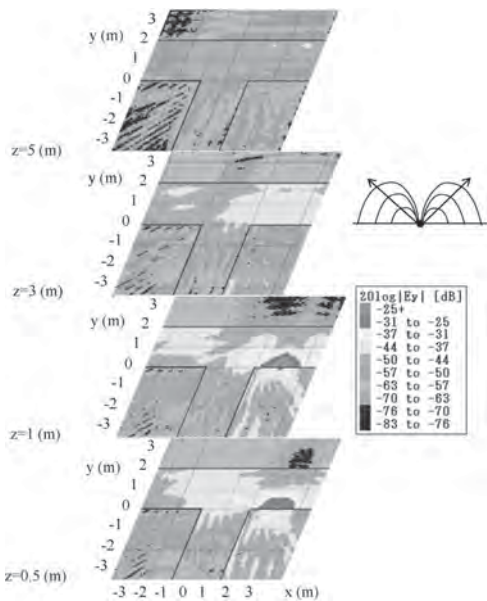 y (m)
3
2
1
0
-1
-2
-3
z=5 (m)
y (m)
3
2
1
0
-1
-2
-3
z=3 (m)
y (m)
3
2
1
0
-1
-2
-3
z=1 (m)
y (m)
3
2
1
0
-1
-2
-3
z=0.5 (m)
-3 -2 -1 0 1 2 3 x (m)
20log|Ey| [dB]
-25+
-31 to -25
-37 to -31
-44 to -37
-50 to -44
-57 to -50
-63 to -57
-70 to -63
-76 to -70
-83 to -76